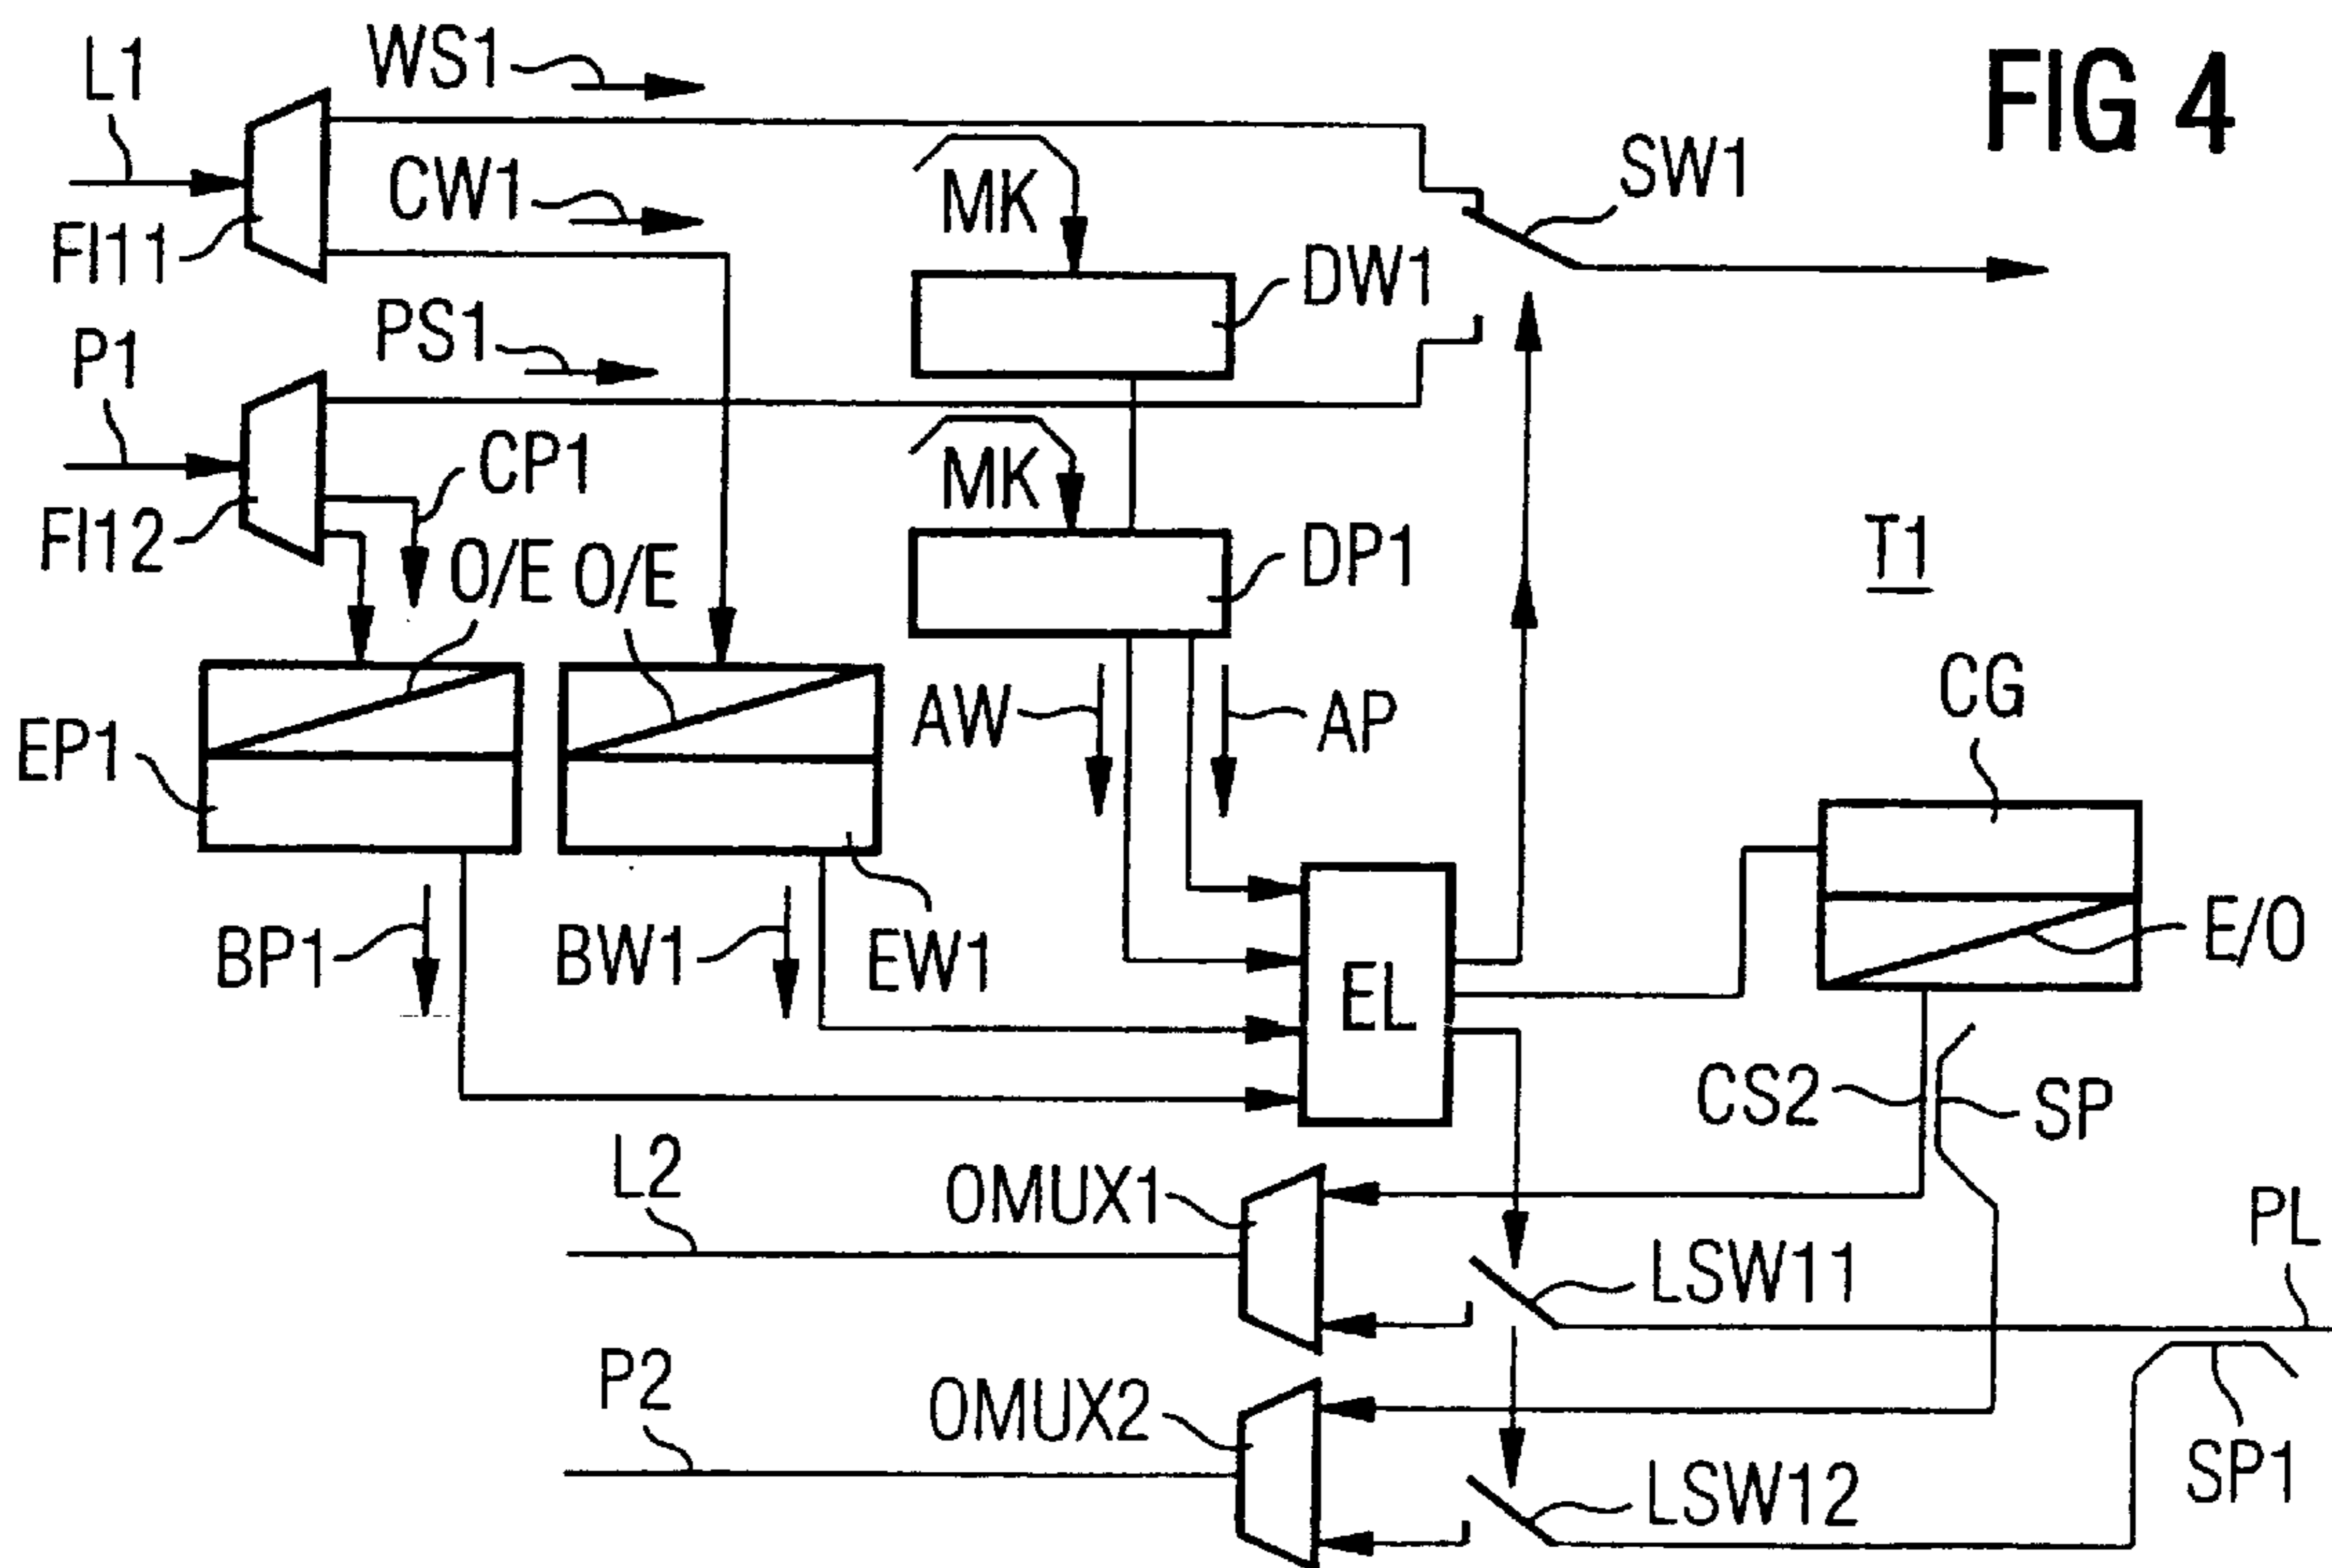 FIG 4
L1
WS1
CW1
MK
SW1
FI11
DW1
P1
PS1
CP1
MK
FI12
O/E
O/E
DP1
T1
AW
AP
CG
EP1
BP1
BW1
EW1
EL
E/O
CS2
SP
L2
OMUX1
PL
LSW11
P2
OMUX2
LSW12
SP1